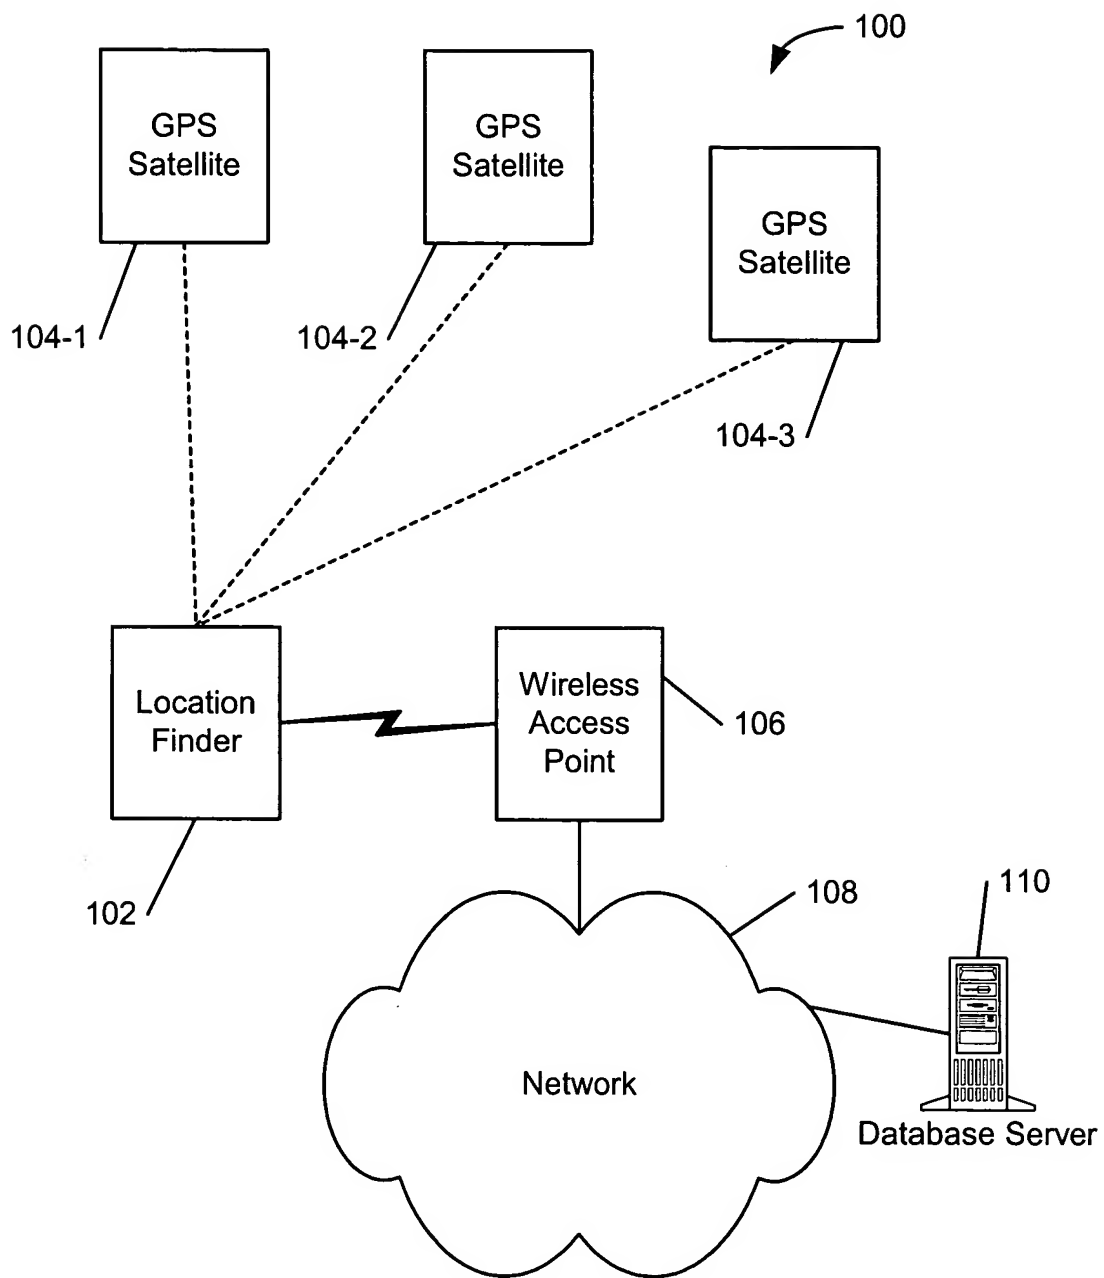 100
GPS
Satellite
GPS
Satellite
GPS
Satellite
104-1
104-2
104-3
Location
Finder
Wireless
Access
Point
106
102
108
110
Network
Database Server